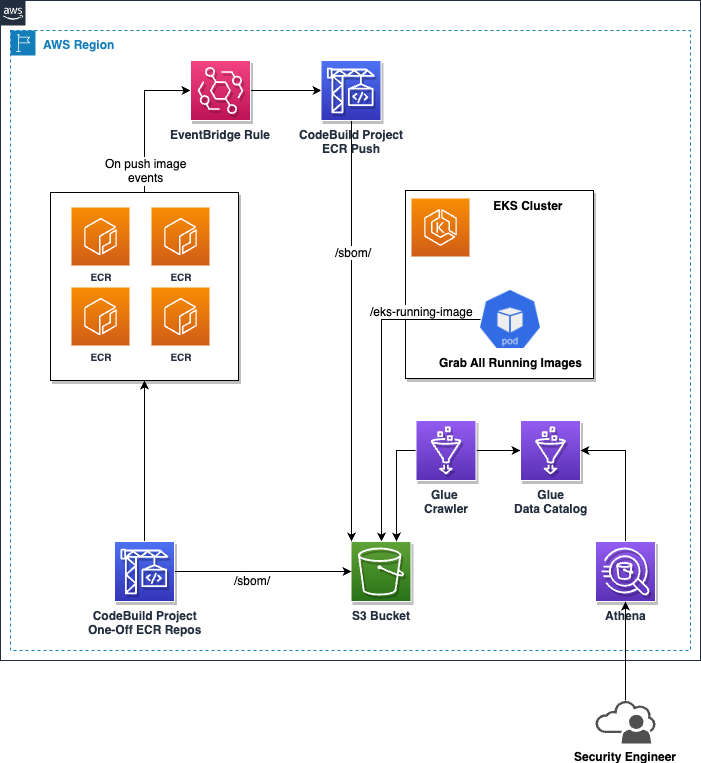 aws
AWS Region
EventBridge Rule
CodeBuild Project
ECR Push
On push image
events
ECR
ECR
ECR
ECR
/sbom/
EKS Cluster
/eks-running-image
pod
Grab All Running Images
Glue
Crawler
Glue
Data Catalog
CodeBuild Project
One-Off ECR Repos
/sbom/
S3 Bucket
Athena
Security Engineer